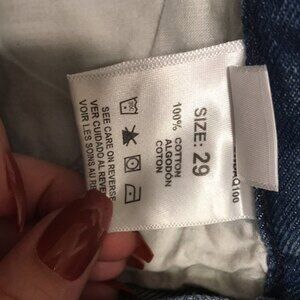 SIZE: 29
100% COTTON
ALGODON
COTON
SEE CARE ON REVERSE
VER CUIDADO AL
VOIR LES SOINS AU